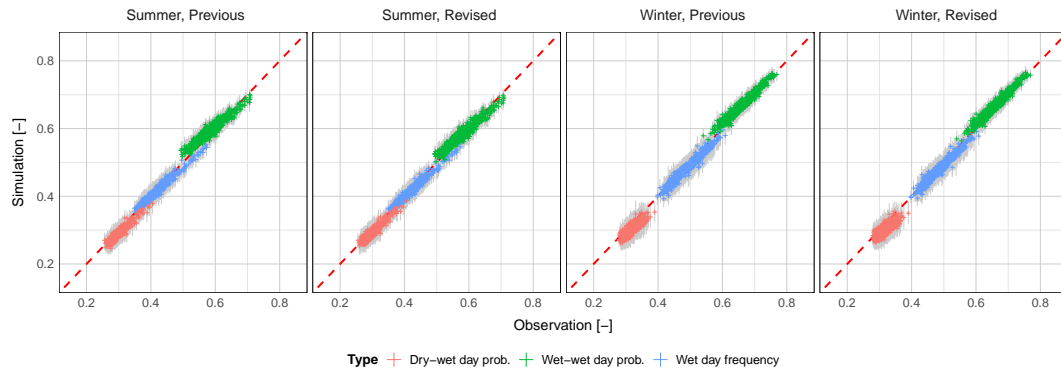 Summer, Previous
Summer, Revised
Winter, Previous
Winter, Revised
Simulation [−]
0.8
0.6
0.4
0.2
0.2 0.4 0.6 0.8
0.2 0.4 0.6 0.8
0.2 0.4 0.6 0.8
0.2 0.4 0.6 0.8
Observation [−]
Type Dry−wet day prob. Wet−wet day prob. Wet day frequency